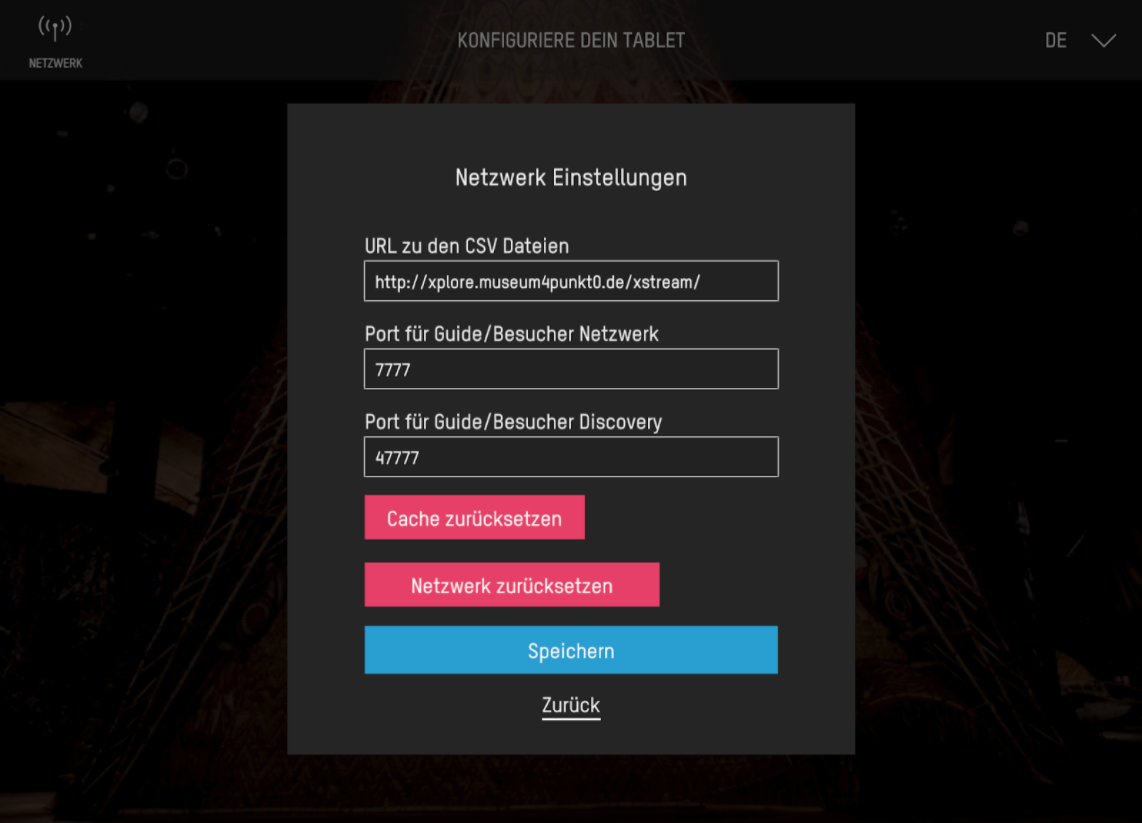 NETZWERK
KONFIGURIERE DEIN TABLET
DE
Netzwerk Einstellungen
URL zu den CSV Dateien
http://xplore.museum4punkt0.de/xstream/
Port für Guide/Besucher Netzwerk
7777
Port für Guide/Besucher Discovery
47777
Cache zurücksetzen
Netzwerk zurücksetzen
Speichern
Zurück